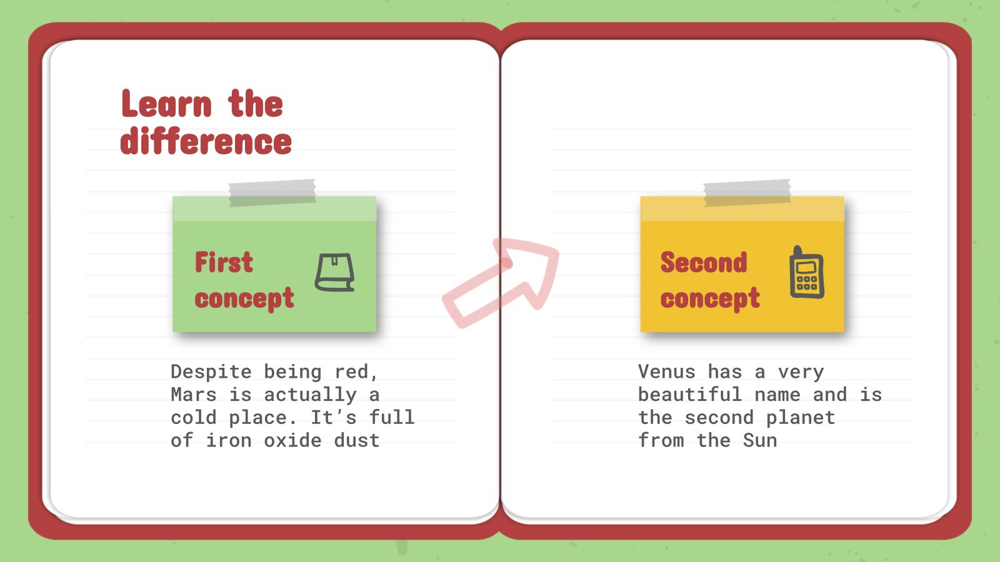 Learn the
difference
First
concept
Despite being red,
Mars is actually a
cold place. It’s full
of iron oxide dust
Second
concept
Venus has a very
beautiful name and is
the second planet
from the Sun